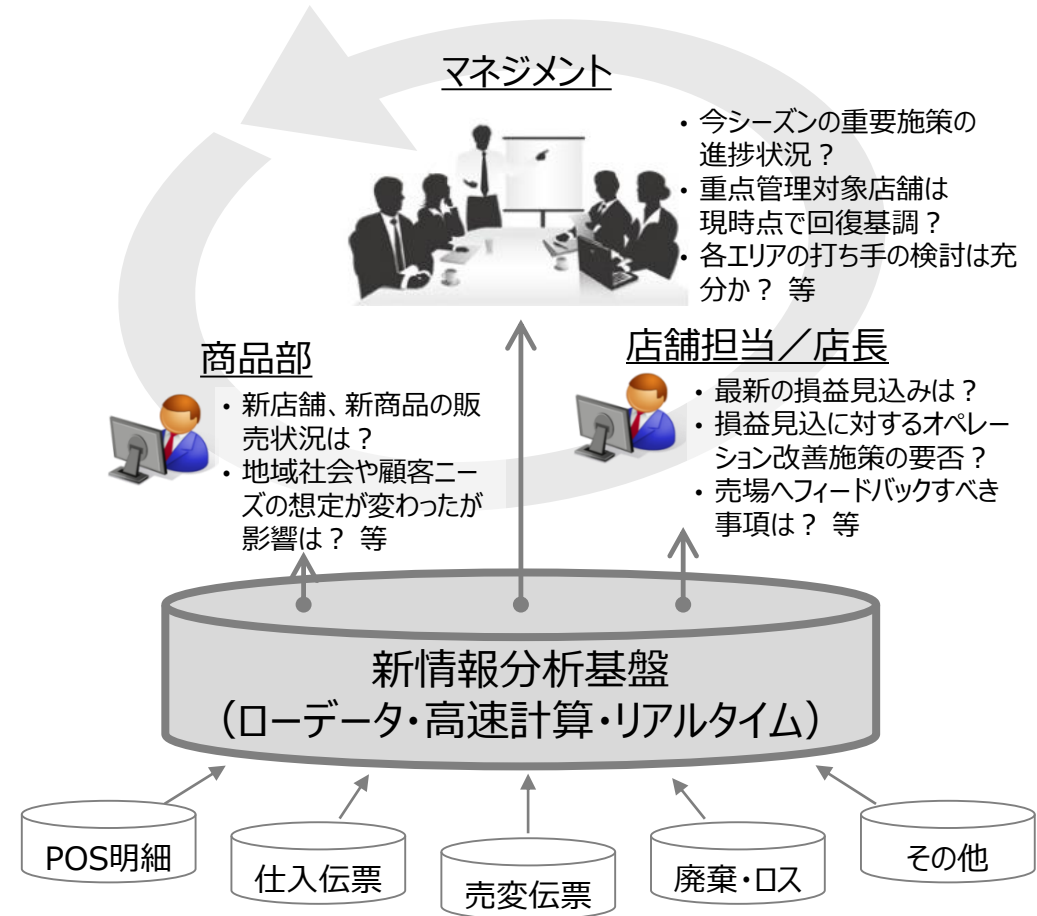 マネジメント
・今シーズンの重要施策の
進捗状況？
・重点管理対象店舗は
現時点で回復基調？
・各エリアの打ち手の検討は充
分か？ 等
商品部
・新店舗、新商品の販
売状況は？
・地域社会や顧客ニー
ズの想定が変わったが
影響は？ 等
店舗担当／店長
・最新の損益見込みは？
・損益見込に対するオペレー
ション改善施策の要否？
・売場へフィードバックすべき
事項は？ 等
新情報分析基盤
（ローデータ・高速計算・リアルタイム）
POS明細
仕入伝票
売変伝票
廃棄・ロス
その他